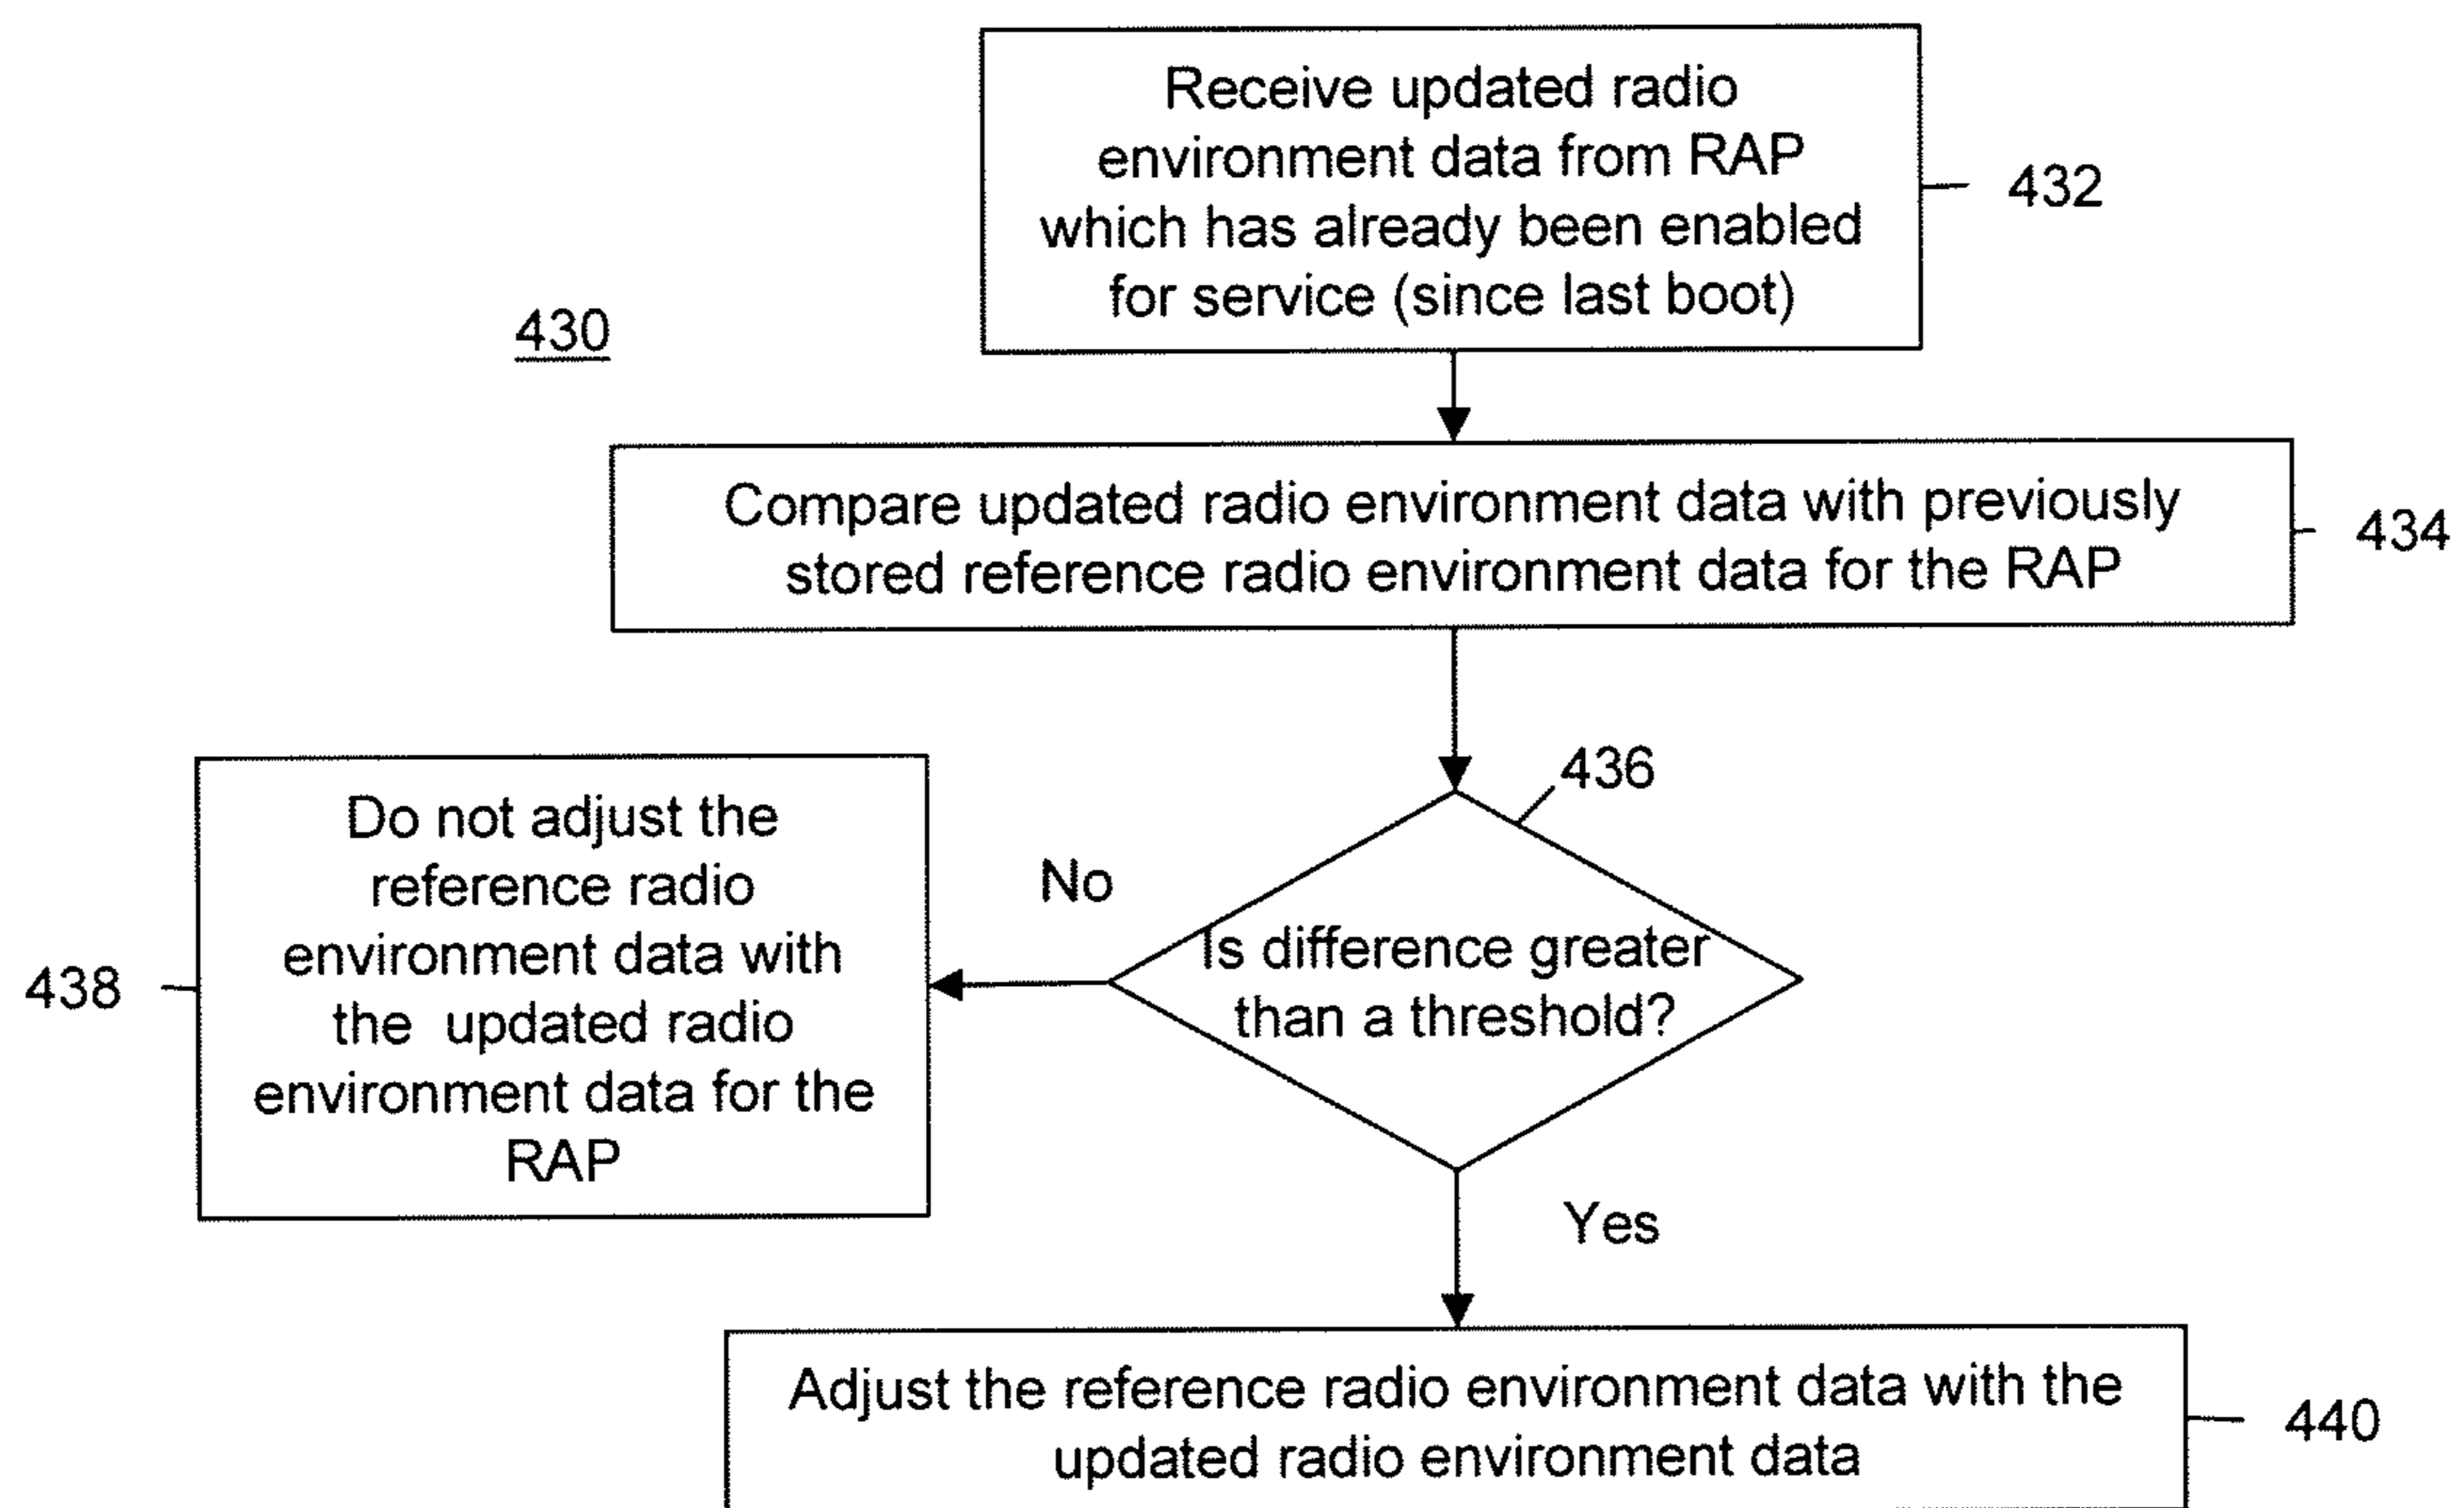 Receive updated radio
environment data from RAP
which has already been enabled
for service (since last boot)
432
430
Compare updated radio environment data with previously
stored reference radio environment data for the RAP
434
436
Do not adjust the
reference radio
environment data with
the updated radio
environment data for the
RAP
438
No
Is difference greater
than a threshold?
Yes
Adjust the reference radio environment data with the
updated radio environment data
440